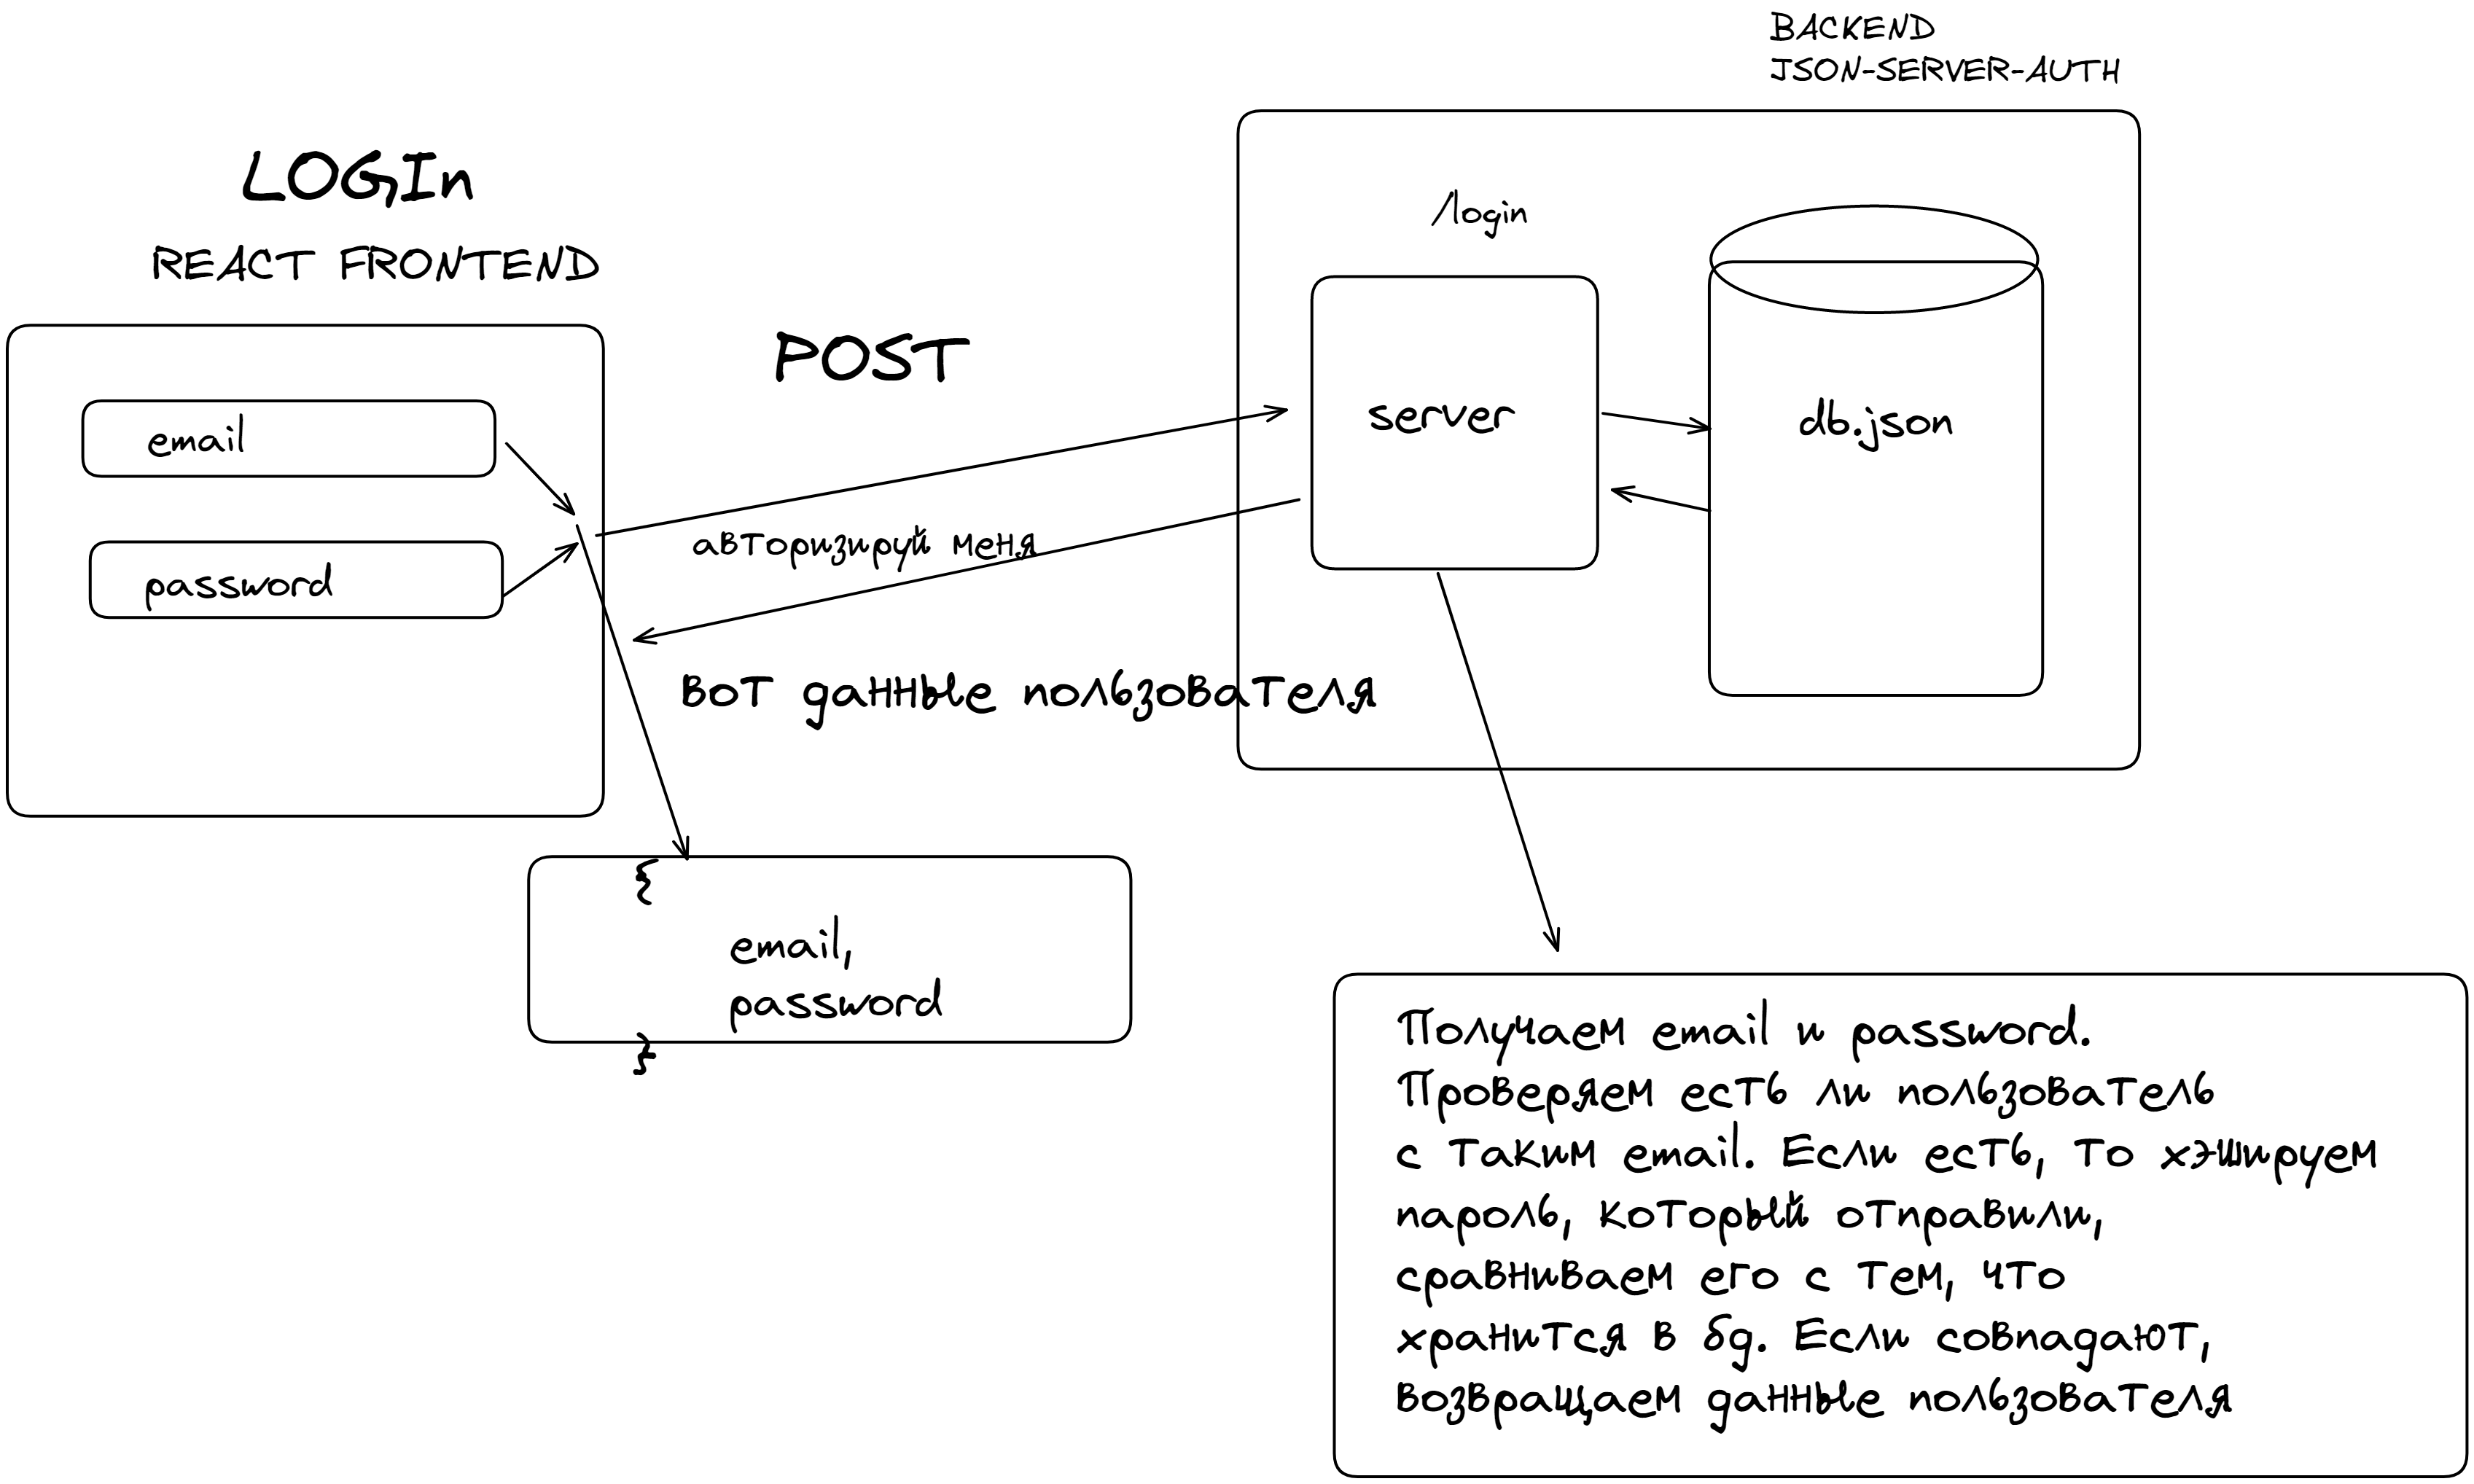 BACKEND
JSON-SERVER-AUTH
LOGIn
REACT FRONTEND
/login
POST
email
password
server
db.json
авторизируй меня
Вот данные пользователя
{
email,
password
}
Получаем email и password.
Проверяем есть ли пользователь
с таким email. Если есть, то хэшируем
пароль, который отправили,
сравниваем его с тем, что
хранится в бд. Если совпадают,
возвращаем данные пользователя